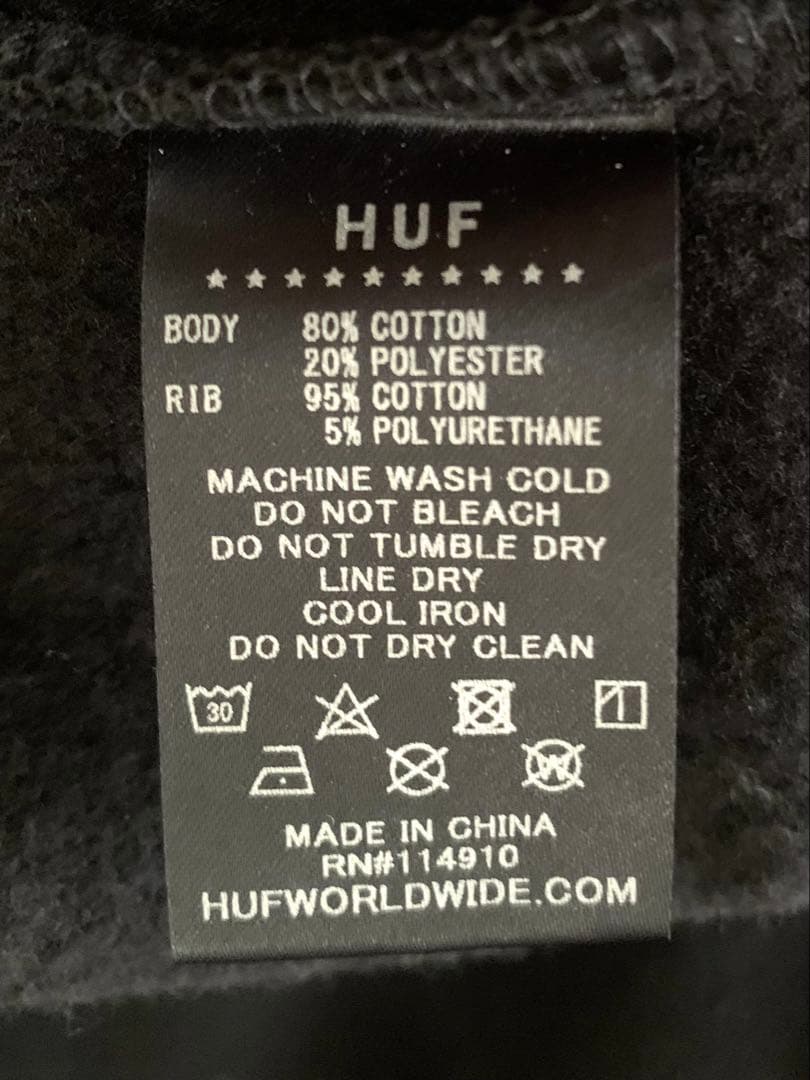 HUF
★ ★ ★ ★ ★ ★ ★ ★ ★ ★
BODY 80% COTTON
20% POLYESTER
RIB 95% COTTON
5% POLYURETHANE
MACHINE WASH COLD
DO NOT BLEACH
DO NOT TUMBLE DRY
LINE DRY
COOL IRON
DO NOT DRY CLEAN
30
W
MADE IN CHINA
RN#114910
HUFWORLDWIDE.COM